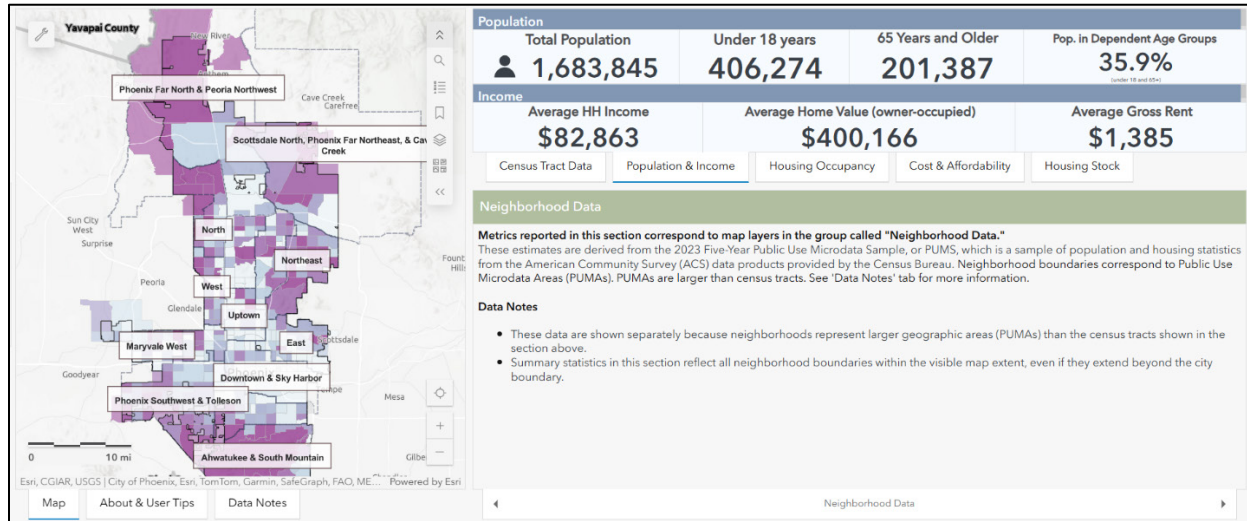 Yavapai County
New River
Anthem
Phoenix Far North & Peoria Northwest
Cave Creek
Carefree
Scottsdale North, Phoenix Far Northeast, & Cav
Creek
Sun City
West
Surprise
North
Northeast
Fount
Hills
Peoria
West
Glendale
Uptown
Maryvale West
East
Scottsdale
Goodyear
Downtown & Sky Harbor
Phoenix
Tempe
Mesa
Phoenix Southwest & Tolleson
Ahwatukee & South Mountain
Gilbe
Chandler
0 10 mi
Esri, CGIAR, USGS | City of Phoenix, Esri, TomTom, Garmin, SafeGraph, FAO, ME... Powered by Esri
Map About & User Tips Data Notes
Population
Total Population Under 18 years 65 Years and Older Pop. in Dependent Age Groups
1,683,845 406,274 201,387 35.9%
(under 18 and 65+)
Income
Average HH Income Average Home Value (owner-occupied) Average Gross Rent
$82,863 $400,166 $1,385
Census Tract Data Population & Income Housing Occupancy Cost & Affordability Housing Stock
Neighborhood Data
Metrics reported in this section correspond to map layers in the group called "Neighborhood Data."
These estimates are derived from the 2023 Five-Year Public Use Microdata Sample, or PUMS, which is a sample of population and housing statistics
from the American Community Survey (ACS) data products provided by the Census Bureau. Neighborhood boundaries correspond to Public Use
Microdata Areas (PUMAs). PUMAs are larger than census tracts. See 'Data Notes' tab for more information.
Data Notes
• These data are shown separately because neighborhoods represent larger geographic areas (PUMAs) than the census tracts shown in the
section above.
• Summary statistics in this section reflect all neighborhood boundaries within the visible map extent, even if they extend beyond the city
boundary.
Neighborhood Data